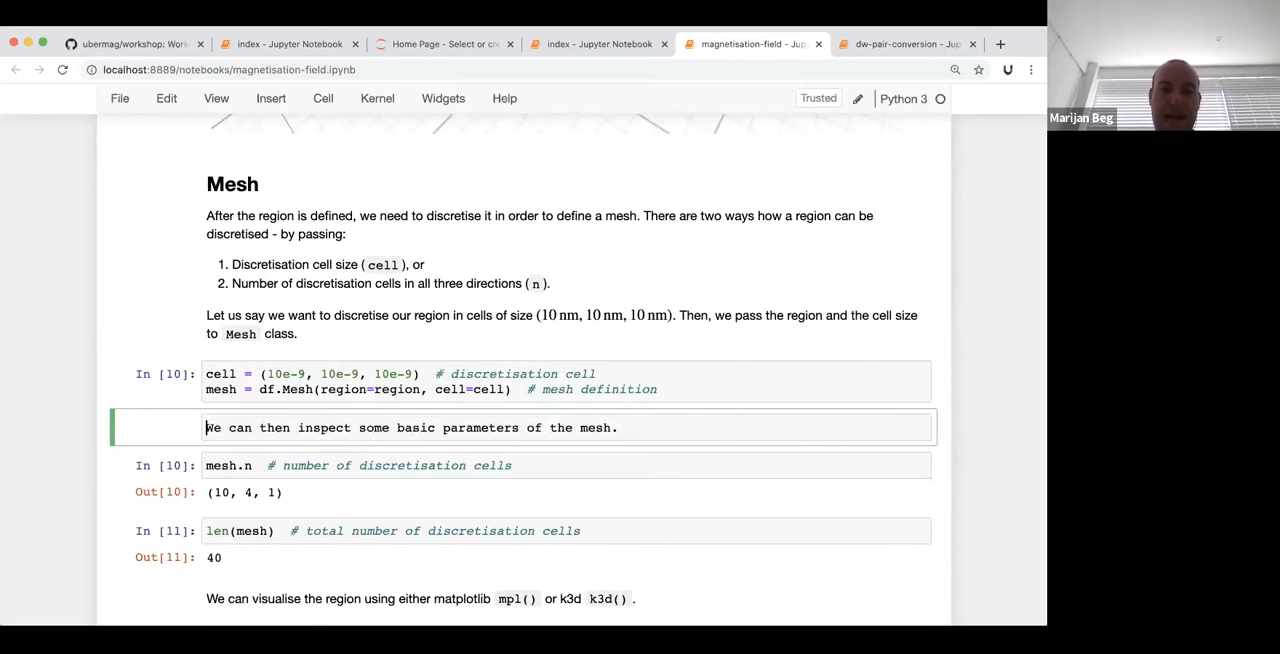 ubermag/workshop: Work
index - Jupyter Notebook
Home Page - Select or cre
index - Jupyter Notebook
magnetisation-field - Jup
dw-pair-conversion - Jup
localhost:8889/notebooks/magnetisation-field.ipynb
File Edit View Insert Cell Kernel Widgets Help
Trusted
Python 3
Marijan Beg
Mesh
After the region is defined, we need to discretise it in order to define a mesh. There are two ways how a region can be
discretised - by passing:
1. Discretisation cell size ( cell ), or
2. Number of discretisation cells in all three directions ( n ).
Let us say we want to discretise our region in cells of size (10 nm, 10 nm, 10 nm). Then, we pass the region and the cell size
to Mesh class.
In [10]: cell = (10e-9, 10e-9, 10e-9)  # discretisation cell
mesh = df.Mesh(region=region, cell=cell)  # mesh definition
We can then inspect some basic parameters of the mesh.
In [10]: mesh.n  # number of discretisation cells
Out[10]: (10, 4, 1)
In [11]: len(mesh)  # total number of discretisation cells
Out[11]: 40
We can visualise the region using either matplotlib mpl() or k3d k3d() .